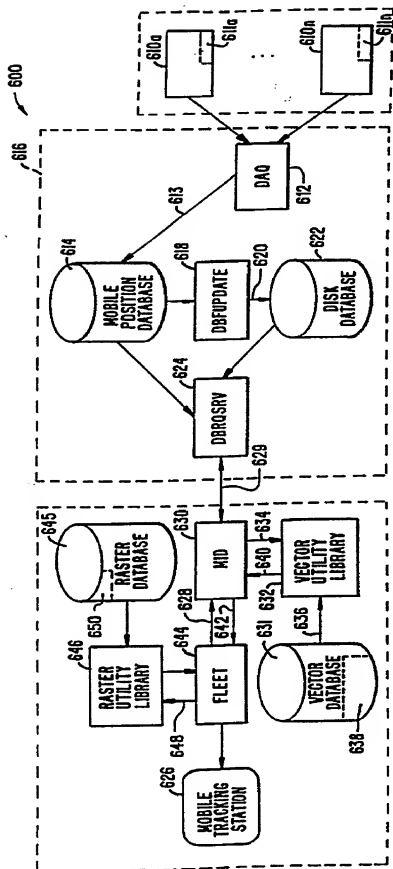 600
616
610a
611a
...
610n
611n
DAQ
612
613
614
MOBILE
POSITION
DATABASE
618
DBFUPDATE
620
622
DISK
DATABASE
624
DBRQSRV
629
645
RASTER
DATABASE
650
646
RASTER
UTILITY
LIBRARY
648
644
FLEET
628
642
630
MID
634
640
632
VECTOR
UTILITY
LIBRARY
636
631
VECTOR
DATABASE
638
626
MOBILE
TRACKING
STATION